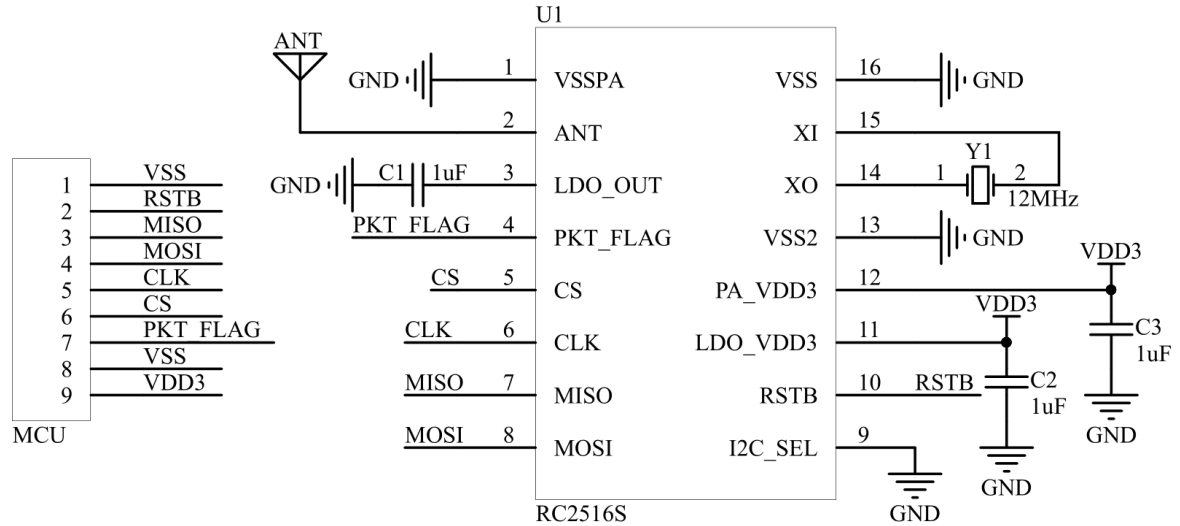 U1
ANT
GND 1 VSSPA VSS 16 GND
2 ANT XI 15
Y1
GND C1 1uF 3 LDO_OUT XO 14 1 2
12MHz
PKT_FLAG 4 PKT_FLAG VSS2 13 GND
VDD3
CS 5 CS PA_VDD3 12
VDD3
CLK 6 CLK LDO_VDD3 11
C3
1uF
MISO 7 MISO RSTB 10 RSTB
C2
1uF
GND
MOSI 8 MOSI I2C_SEL 9
GND
GND
RC2516S
1 VSS
2 RSTB
3 MISO
4 MOSI
5 CLK
6 CS
7 PKT_FLAG
8 VSS
9 VDD3
MCU